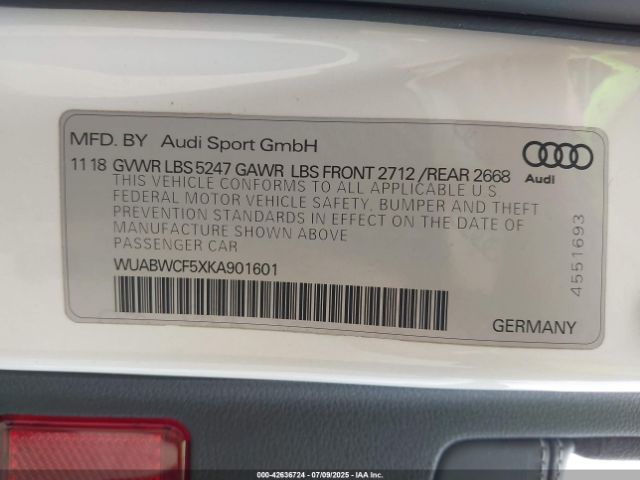 MFD. BY Audi Sport GmbH
11 18 GVWR LBS 5247 GAWR LBS FRONT 2712 /REAR 2668
THIS VEHICLE CONFORMS TO ALL APPLICABLE U S
FEDERAL MOTOR VEHICLE SAFETY, BUMPER AND THEFT
PREVENTION STANDARDS IN EFFECT ON THE DATE OF
MANUFACTURE SHOWN ABOVE
PASSENGER CAR
WUABWCF5XKA901601
Audi
4551693
GERMANY
000-42636724 | 07/09/2025 | IAA Inc.